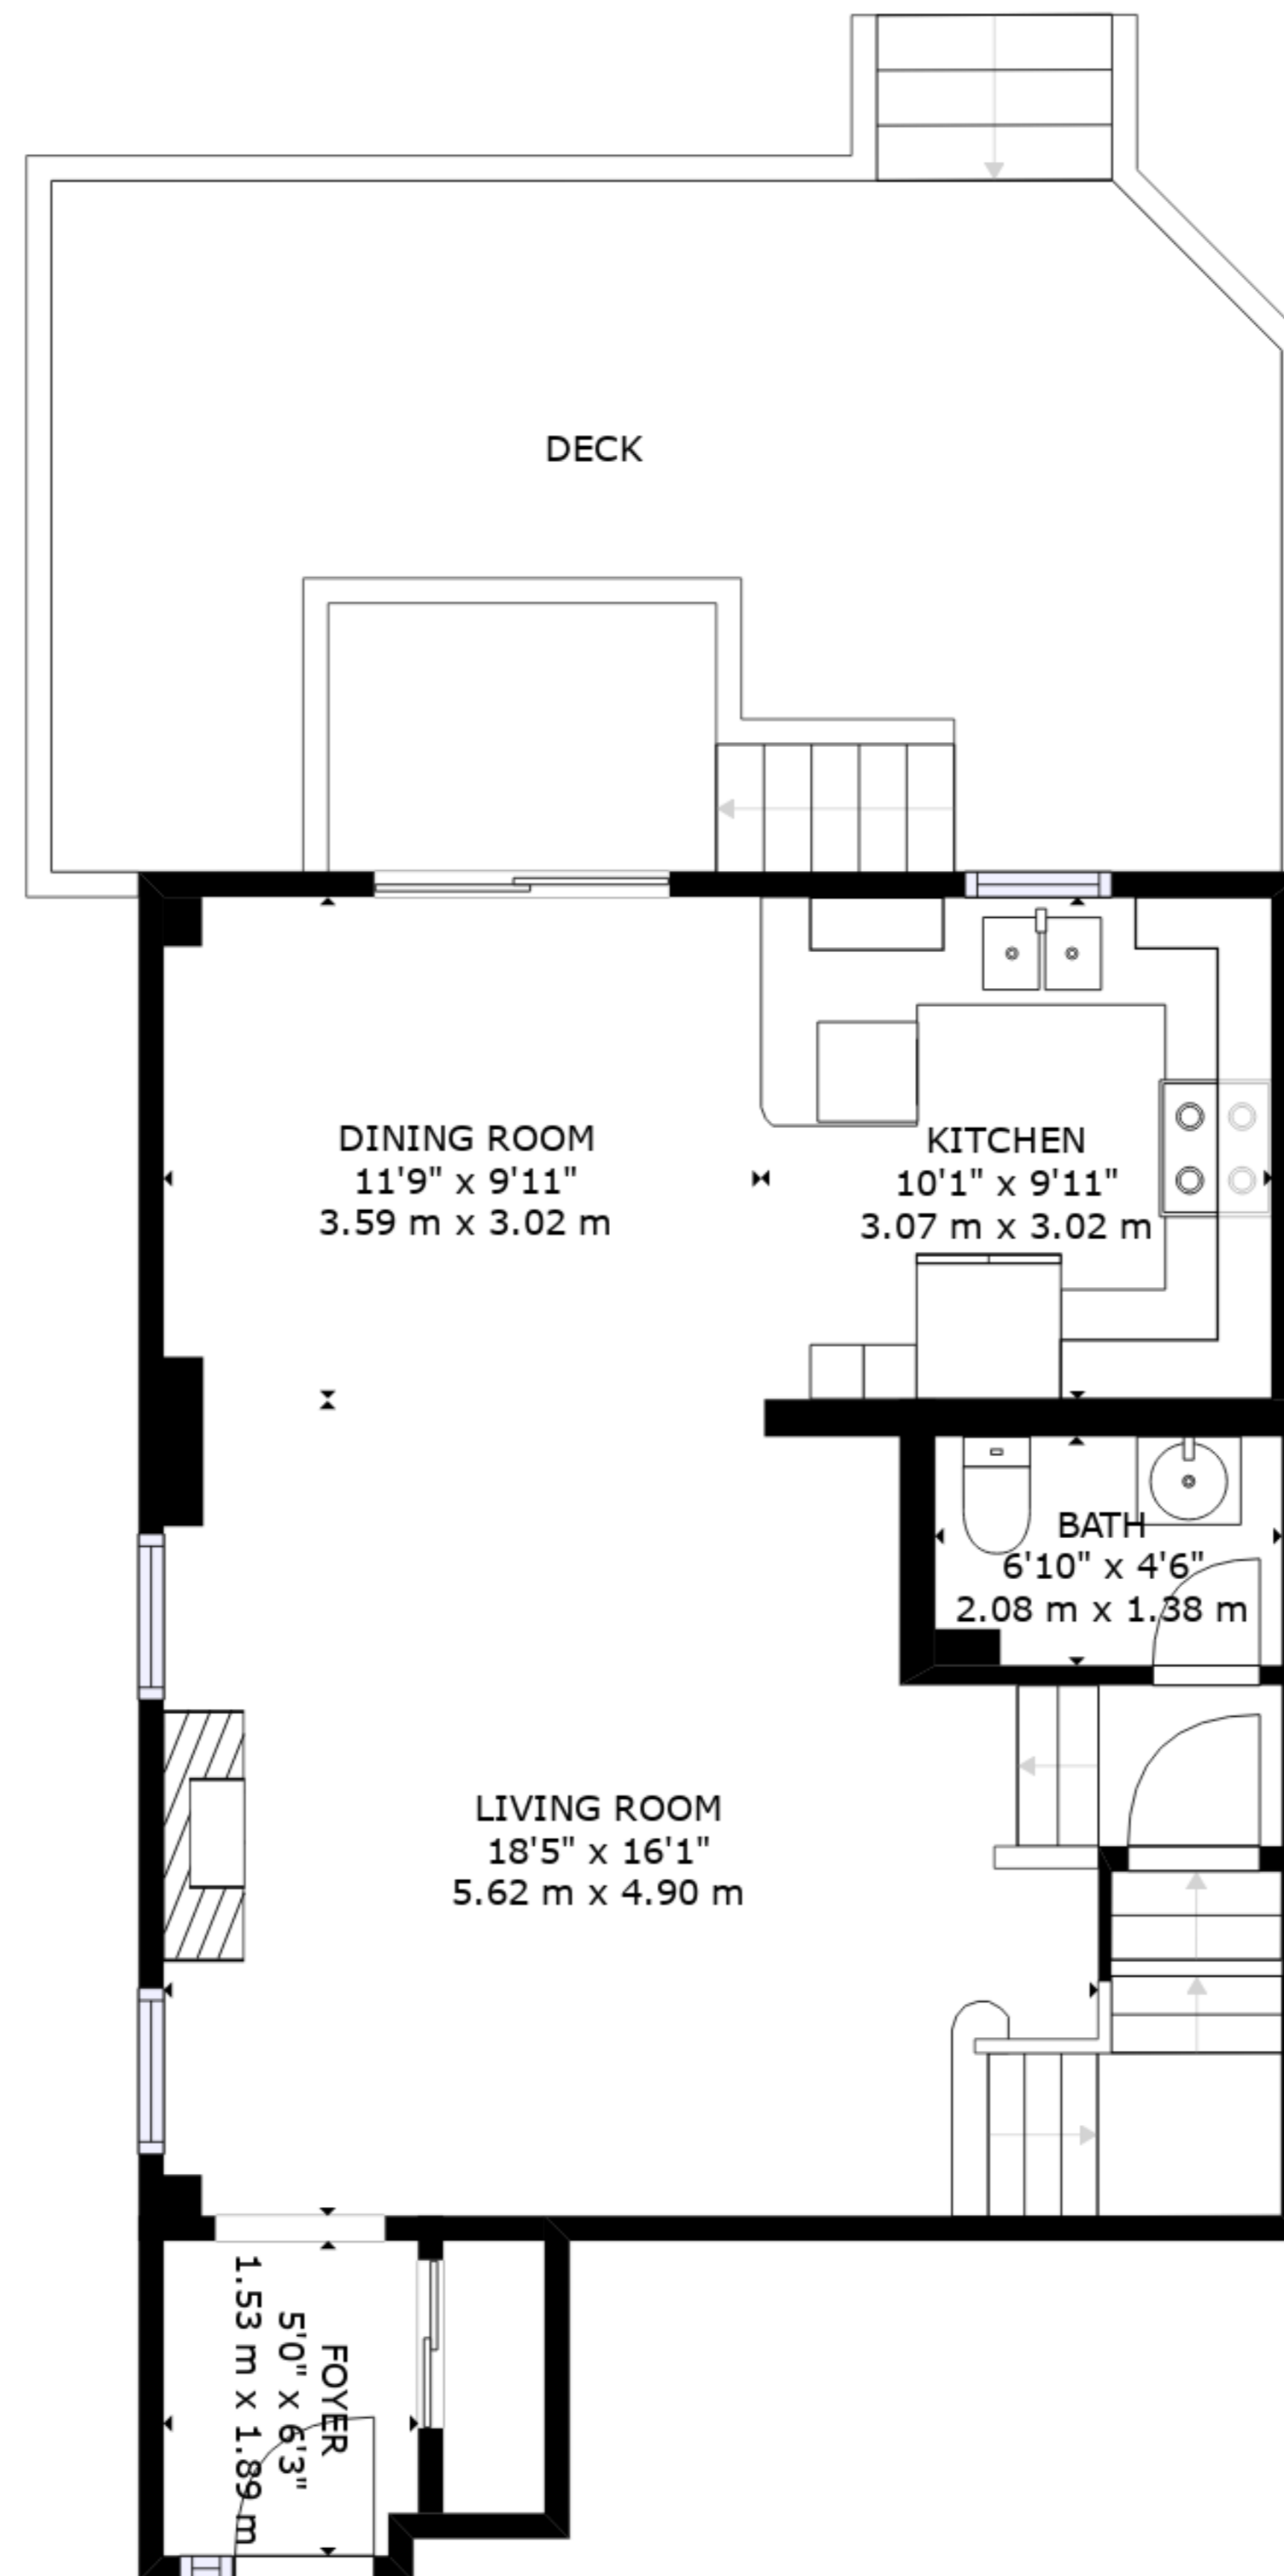 DECK
DINING ROOM
11'9" x 9'11"
3.59 m x 3.02 m
KITCHEN
10'1" x 9'11"
3.07 m x 3.02 m
BATH
6'10" x 4'6"
2.08 m x 1.38 m
LIVING ROOM
18'5" x 16'1"
5.62 m x 4.90 m
FOYER
5'0" x 6'3"
1.53 m x 1.89 m